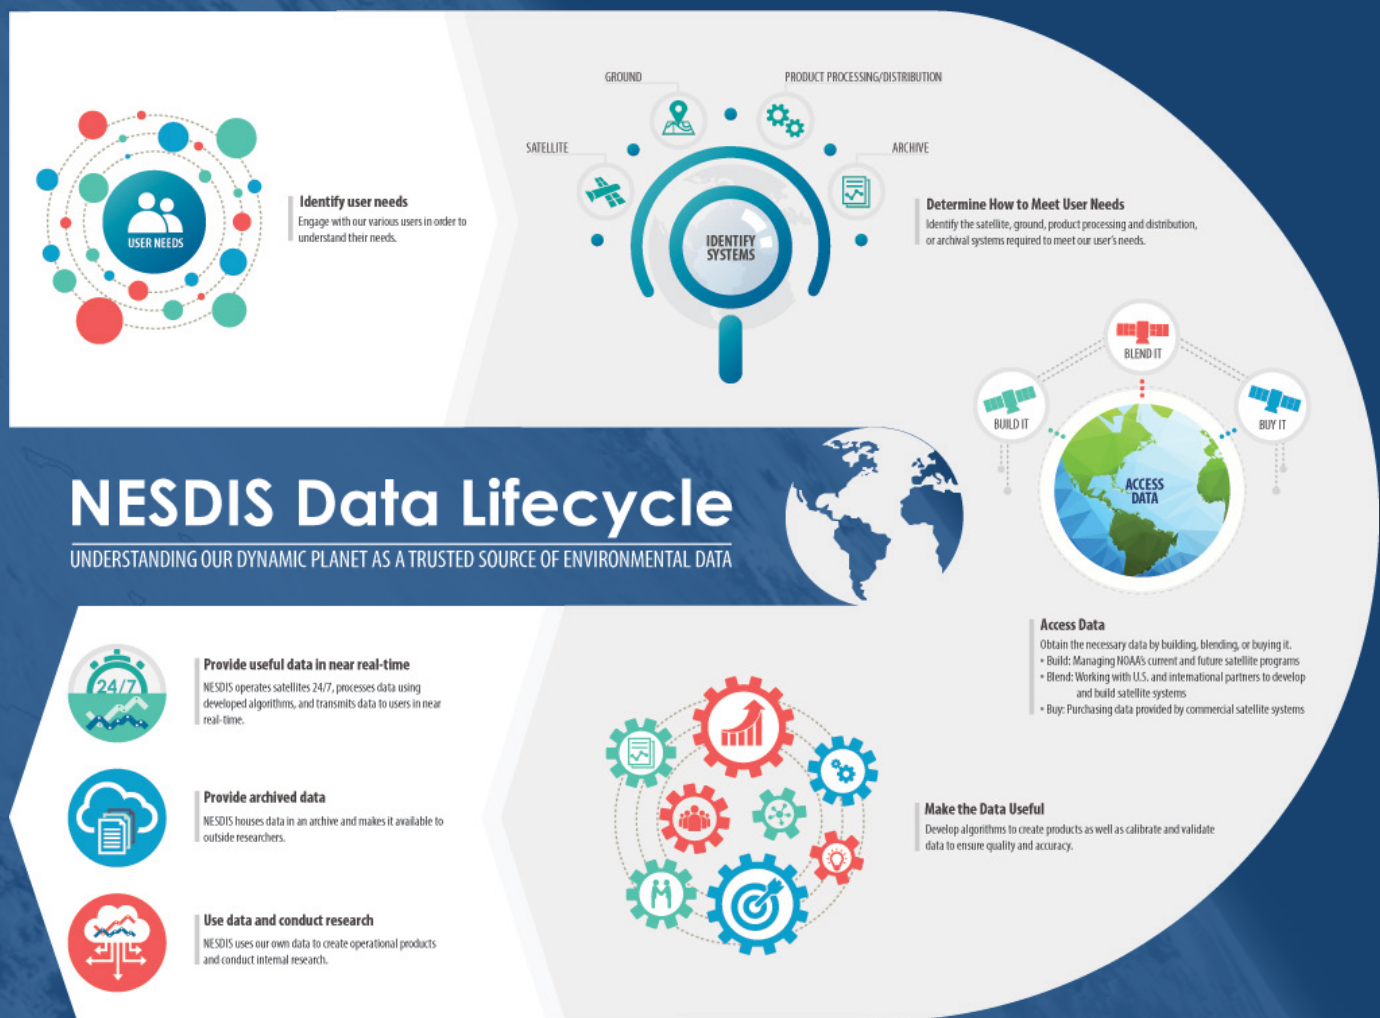 USER NEEDS
Identify user needs
Engage with our various users in order to
understand their needs.
GROUND
PRODUCT PROCESSING/DISTRIBUTION
SATELLITE
ARCHIVE
IDENTIFY
SYSTEMS
Determine How to Meet User Needs
Identify the satellite, ground, product processing and distribution,
or archival systems required to meet our user's needs.
BLEND IT
BUILD IT
BUY IT
ACCESS
DATA
NESDIS Data Lifecycle
UNDERSTANDING OUR DYNAMIC PLANET AS A TRUSTED SOURCE OF ENVIRONMENTAL DATA
Access Data
Obtain the necessary data by building, blending, or buying it.
• Build: Managing NOAA's current and future satellite programs
• Blend: Working with U.S. and international partners to develop
and build satellite systems
• Buy: Purchasing data provided by commercial satellite systems
Make the Data Useful
Develop algorithms to create products as well as calibrate and validate
data to ensure quality and accuracy.
24/7
Provide useful data in near real-time
NESDIS operates satellites 24/7, processes data using
developed algorithms, and transmits data to users in near
real-time.
Provide archived data
NESDIS houses data in an archive and makes it available to
outside researchers.
Use data and conduct research
NESDIS uses our own data to create operational products
and conduct internal research.